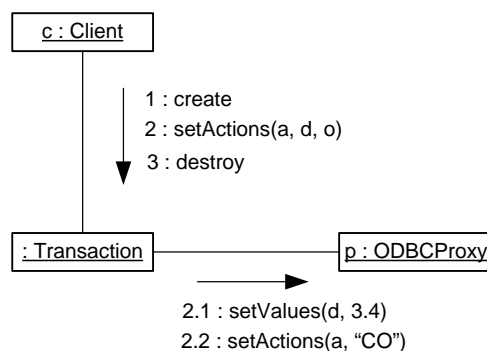 c : Client
1 : create
2 : setActions(a, d, o)
3 : destroy
: Transaction
p : ODBCProxy
2.1 : setValues(d, 3.4)
2.2 : setActions(a, “CO”)